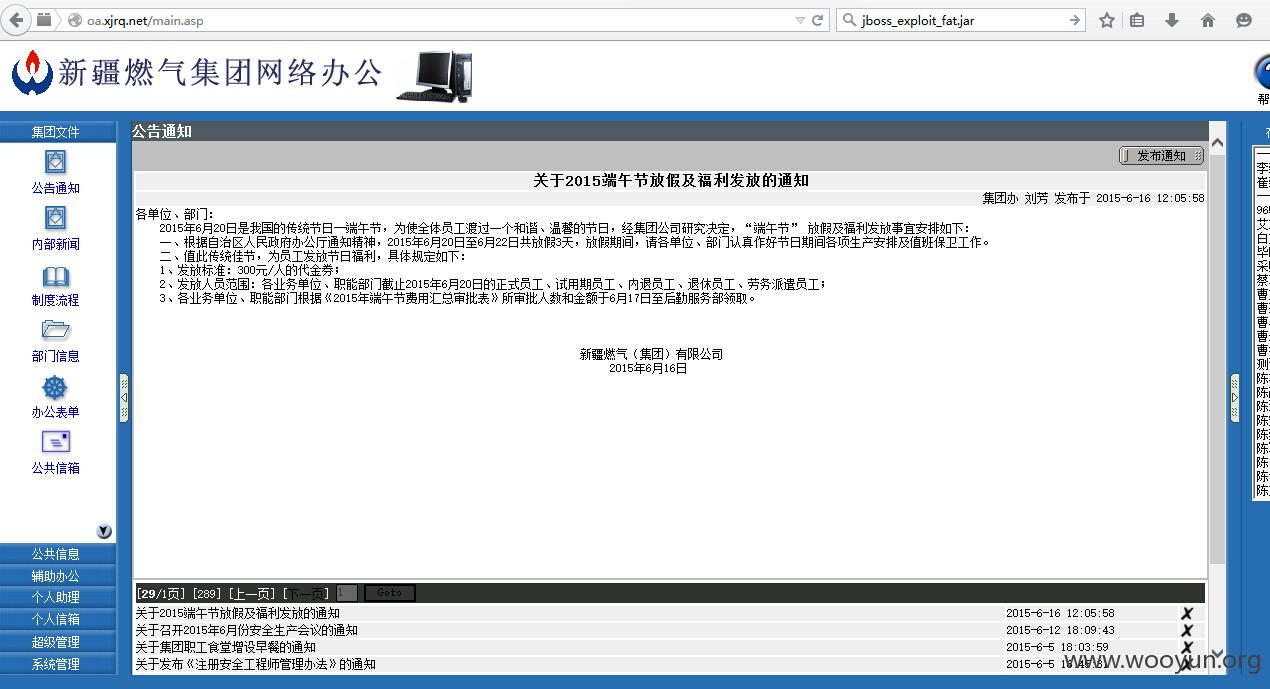 oa.xjrq.net/main.asp
jboss_exploit_fat.jar
新疆燃气集团网络办公
帮
集团文件
公告通知
内部新闻
制度流程
部门信息
办公表单
公共信箱
公共信息
辅助办公
个人助理
个人信箱
超级管理
系统管理
公告通知
发布通知
关于2015端午节放假及福利发放的通知
集团办 刘芳 发布于 2015-6-16 12:05:58
各单位、部门：
2015年6月20日是我国的传统节日—端午节，为使全体员工渡过一个和谐、温馨的节日，经集团公司研究决定，“端午节” 放假及福利发放事宜安排如下：
一、根据自治区人民政府办公厅通知精神，2015年6月20日至6月22日共放假3天，放假期间，请各单位、部门认真作好节日期间各项生产安排及值班保卫工作。
二、值此传统佳节，为员工发放节日福利，具体规定如下：
1、发放标准：300元/人的代金券；
2、发放人员范围：各业务单位、职能部门截止2015年6月20日的正式员工、试用期员工、内退员工、退休员工、劳务派遣员工；
3、各业务单位、职能部门根据《2015年端午节费用汇总审批表》所审批人数和金额于6月17日至后勤服务部领取。
新疆燃气（集团）有限公司
2015年6月16日
[29/1页] [289] [上一页] [下一页] 1 Goto
关于2015端午节放假及福利发放的通知 2015-6-16 12:05:58 X
关于召开2015年6月份安全生产会议的通知 2015-6-12 18:09:43 X
关于集团职工食堂增设早餐的通知 2015-6-5 18:03:59 X
关于发布《注册安全工程师管理办法》的通知 2015-6-5
李
崔
965
艾
白
采
蔡
曹
曹
曹
曹
曹
测
陈
陈
陈
陈
陈
陈
陈
陈
陈
www.wooyun.org